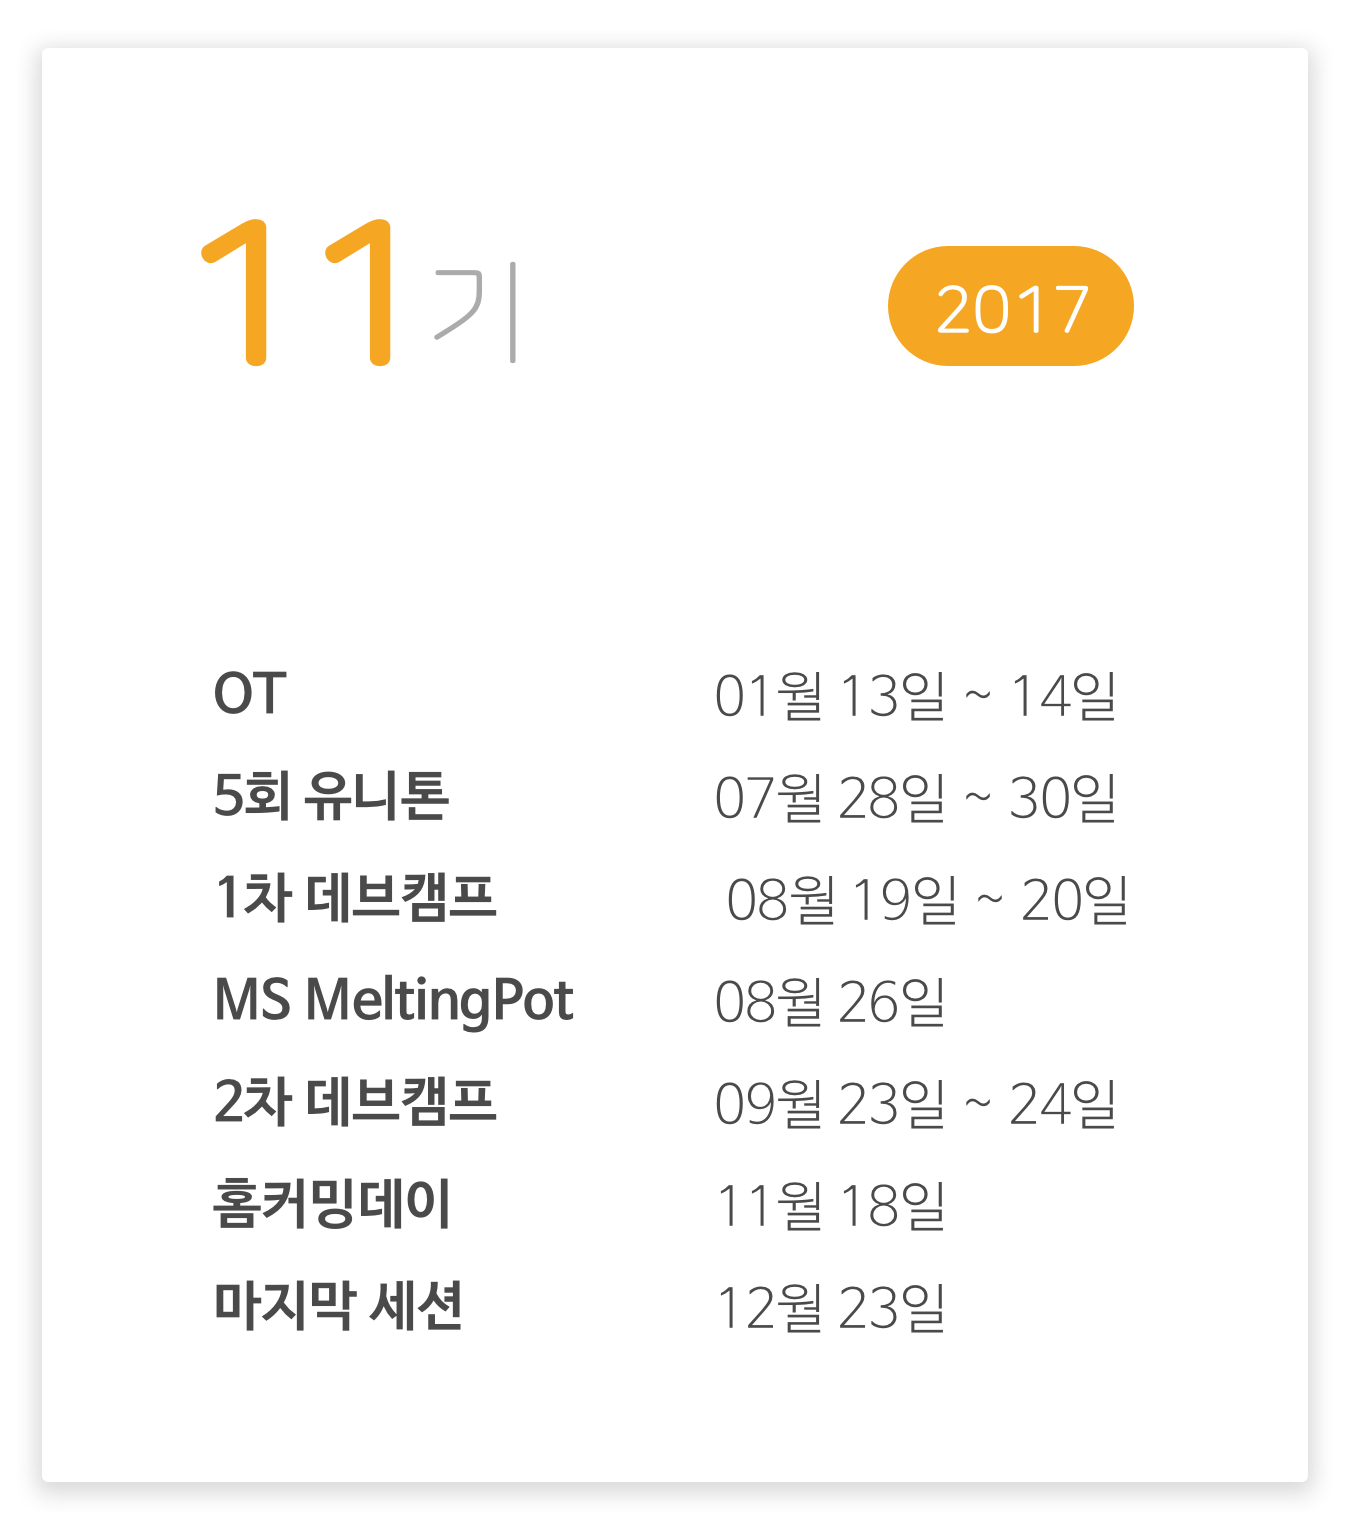 11기
2017
OT 01월 13일 ~ 14일
5회 유니톤 07월 28일 ~ 30일
1차 데브캠프 08월 19일 ~ 20일
MS MeltingPot 08월 26일
2차 데브캠프 09월 23일 ~ 24일
홈커밍데이 11월 18일
마지막 세션 12월 23일